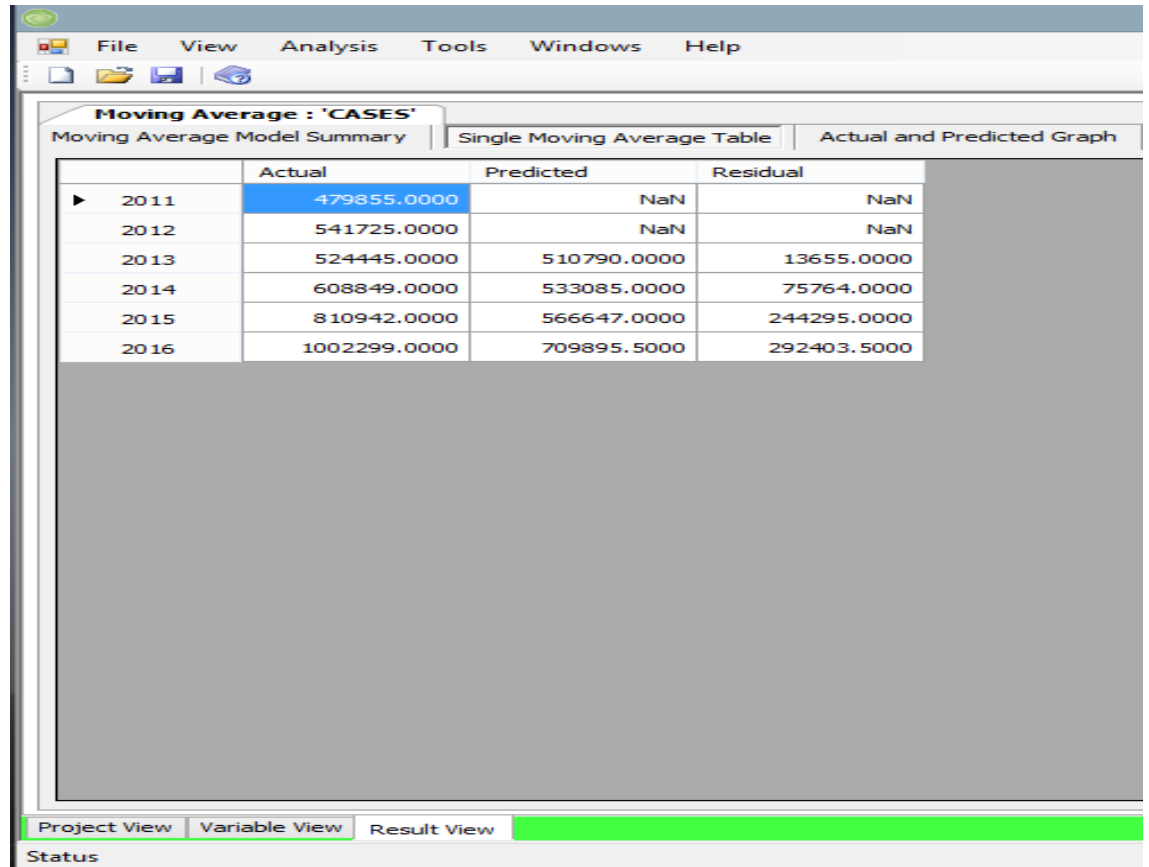 File View Analysis Tools Windows Help
Moving Average : 'CASES'
Moving Average Model Summary Single Moving Average Table Actual and Predicted Graph
Actual Predicted Residual
2011 479855.0000 NaN NaN
2012 541725.0000 NaN NaN
2013 524445.0000 510790.0000 13655.0000
2014 608849.0000 533085.0000 75764.0000
2015 810942.0000 566647.0000 244295.0000
2016 1002299.0000 709895.5000 292403.5000
Project View Variable View Result View
Status